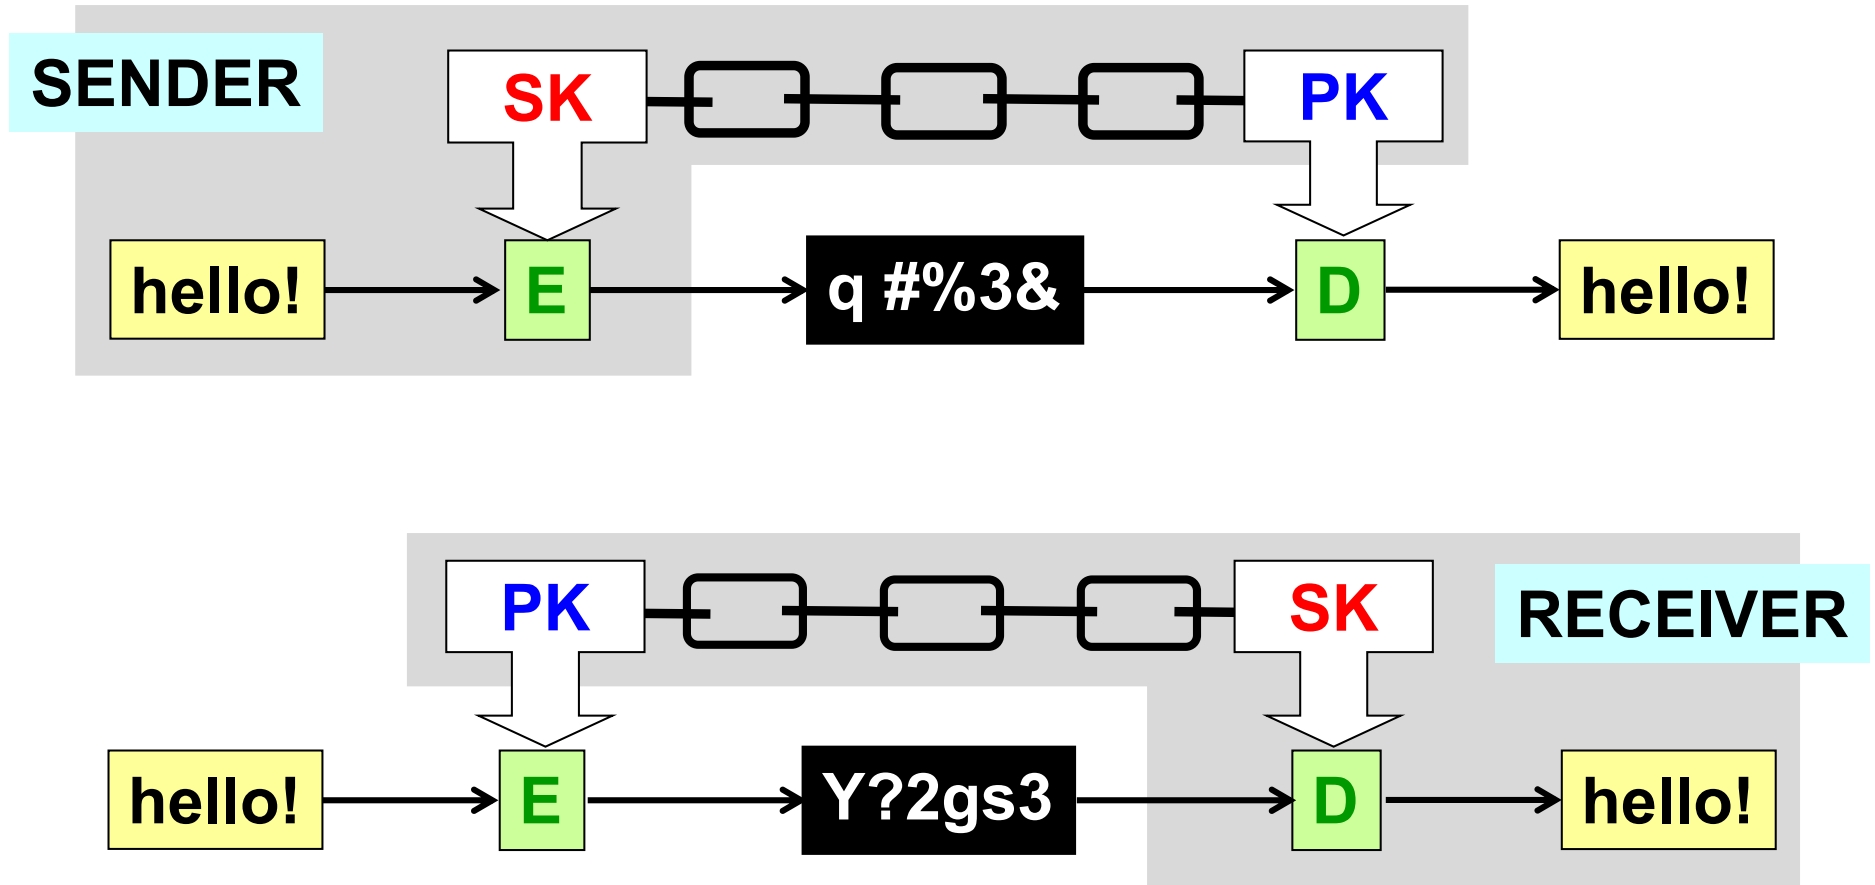 SENDER
SK
PK
hello!
E
q #%3&
D
hello!
PK
SK
RECEIVER
hello!
E
Y?2gs3
D
hello!